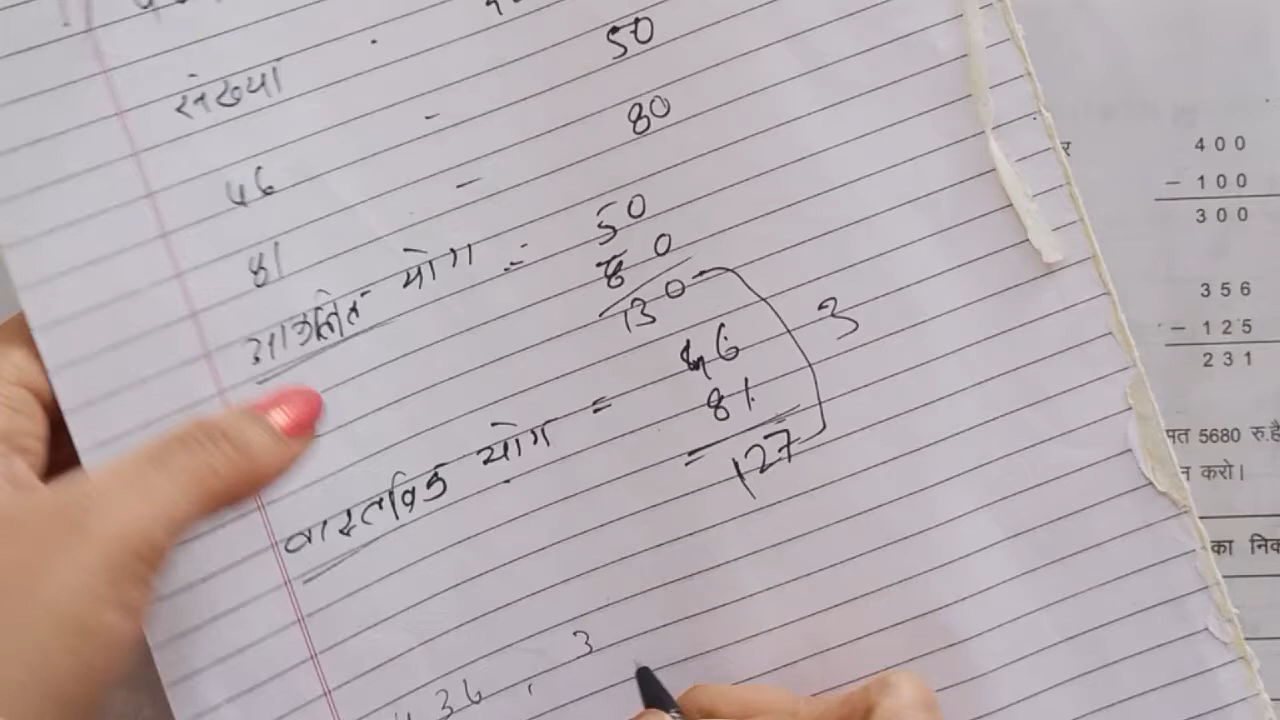 संख्या
50
46 - 80
81 -
आकलित योग = 50
80
130
3
वास्तविक योग = 46
81
= 127
436, 3
400
- 100
300
356
- 125
231
5680 रु.है
न करो।
का निक